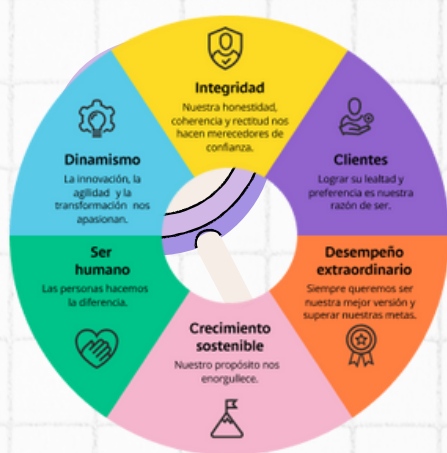 Integridad
Nuestra honestidad,
coherencia y rectitud nos
hacen merecedores de
confianza.
Clientes
Lograr su lealtad y
preferencia es nuestra
razón de ser.
Desempeño
extraordinario
Siempre queremos ser
nuestra mejor versión y
superar nuestras metas.
Crecimiento
sostenible
Nuestro propósito nos
enorgullece.
Ser
humano
Las personas hacemos
la diferencia.
Dinamismo
La innovación, la
agilidad y la
transformación nos
apasionan.